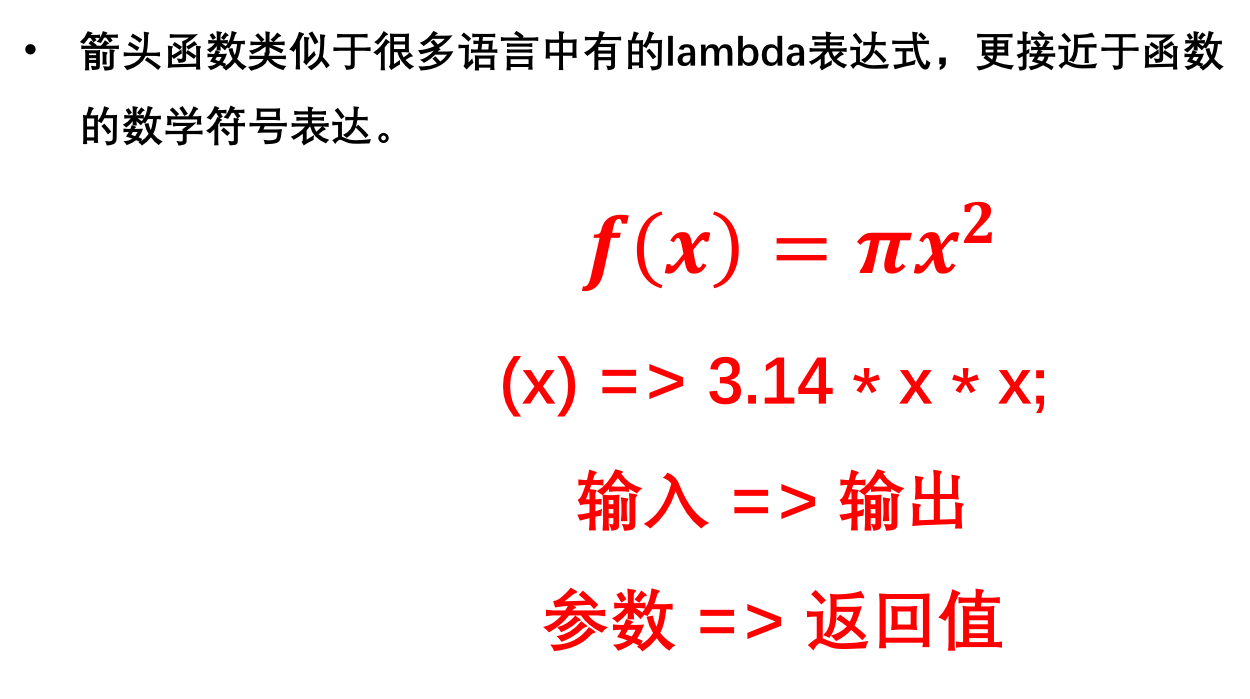 • 箭头函数类似于很多语言中有的lambda表达式，更接近于函数
的数学符号表达。
f(x) = πx²
(x) => 3.14 * x * x;
输入 => 输出
参数 => 返回值